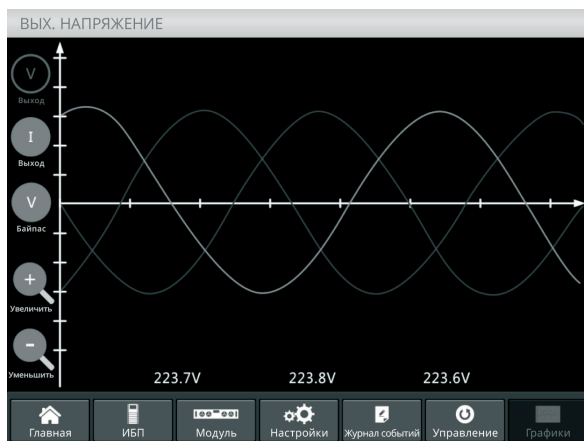 ВЫХ. НАПРЯЖЕНИЕ
V
Выход
I
Выход
V
Байпас
+
Увеличить
-
Уменьшить
223.7V 223.8V 223.6V
Главная ИБП Модуль Настройки Журнал событий Управление Графики